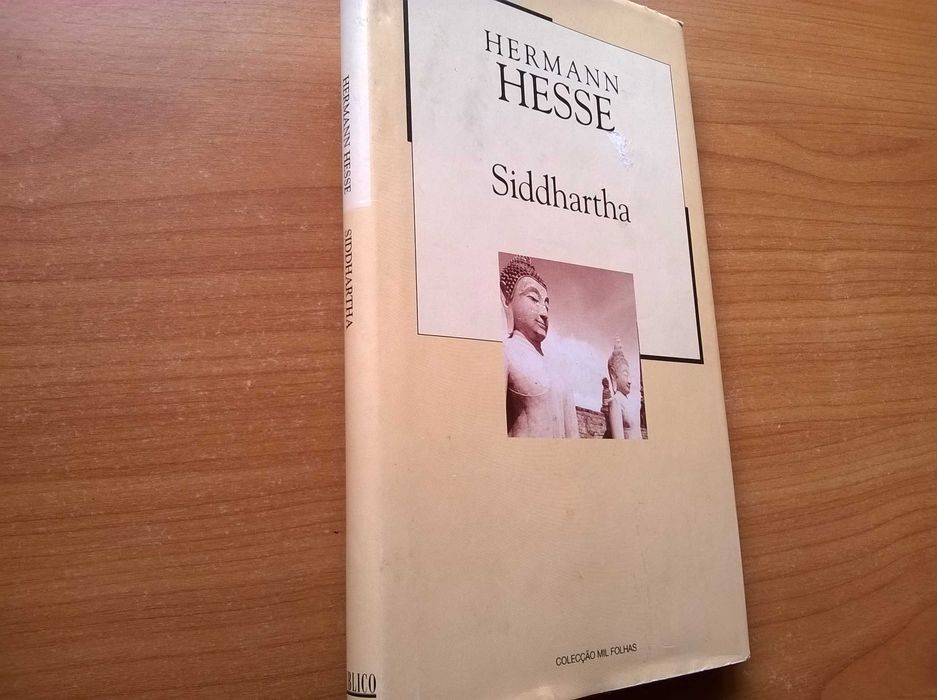 HERMANN
HESSE
Siddhartha
COLECÇÃO MIL FOLHAS
HERMANN HESSE
SIDDHARTHA